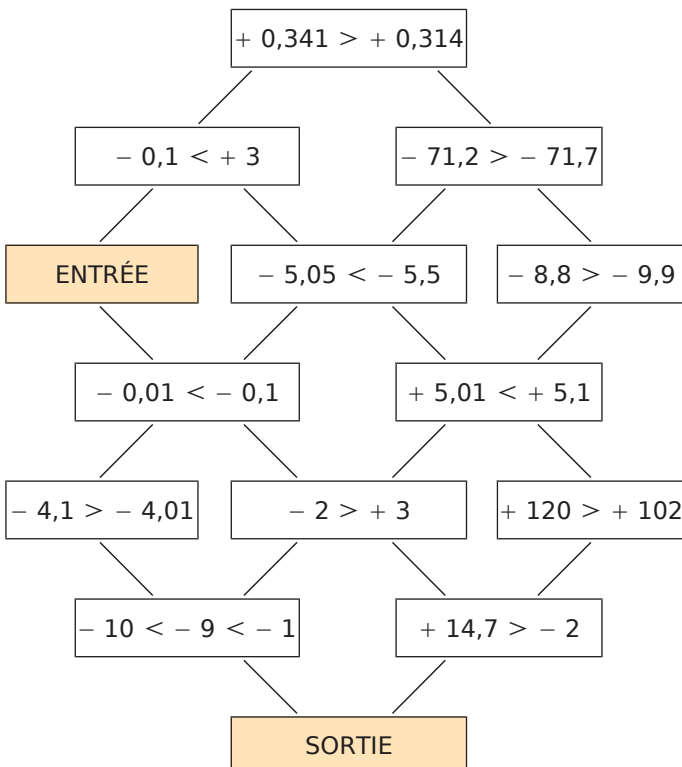 + 0,341 > + 0,314
− 0,1 < + 3
− 71,2 > − 71,7
ENTRÉE
− 5,05 < − 5,5
− 8,8 > − 9,9
− 0,01 < − 0,1
+ 5,01 < + 5,1
− 4,1 > − 4,01
− 2 > + 3
+ 120 > + 102
− 10 < − 9 < − 1
+ 14,7 > − 2
SORTIE